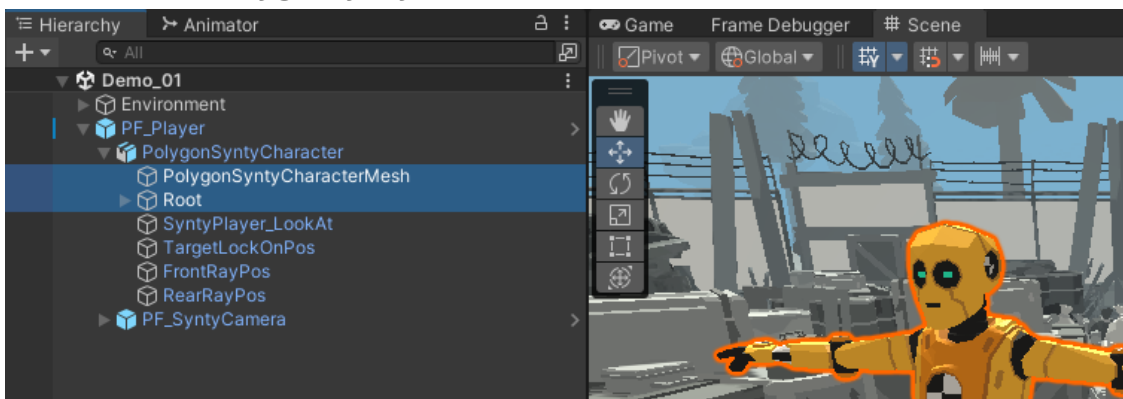 Hierarchy Animator
All
Demo_01
Environment
PF_Player
PolygonSyntyCharacter
PolygonSyntyCharacterMesh
Root
SyntyPlayer_LookAt
TargetLockOnPos
FrontRayPos
RearRayPos
PF_SyntyCamera
Game Frame Debugger Scene
Pivot Global